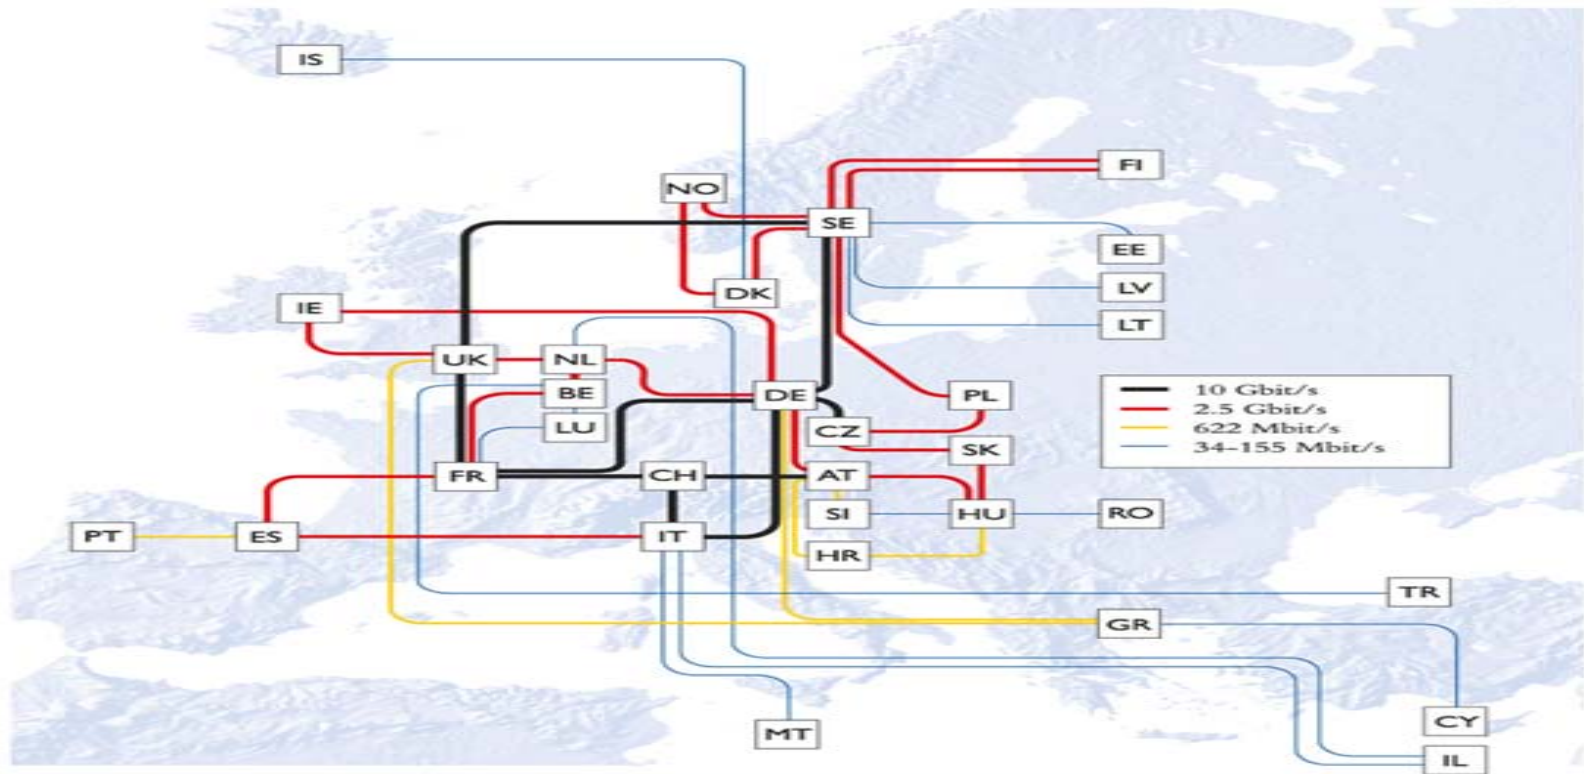 IS
FI
NO
SE
EE
LV
DK
IE
LT
UK
NL
BE
DE
PL
LU
CZ
SK
FR
CH
AT
PT
ES
IT
SI
HU
RO
HR
TR
GR
MT
CY
IL
10 Gbit/s
2.5 Gbit/s
622 Mbit/s
34-155 Mbit/s